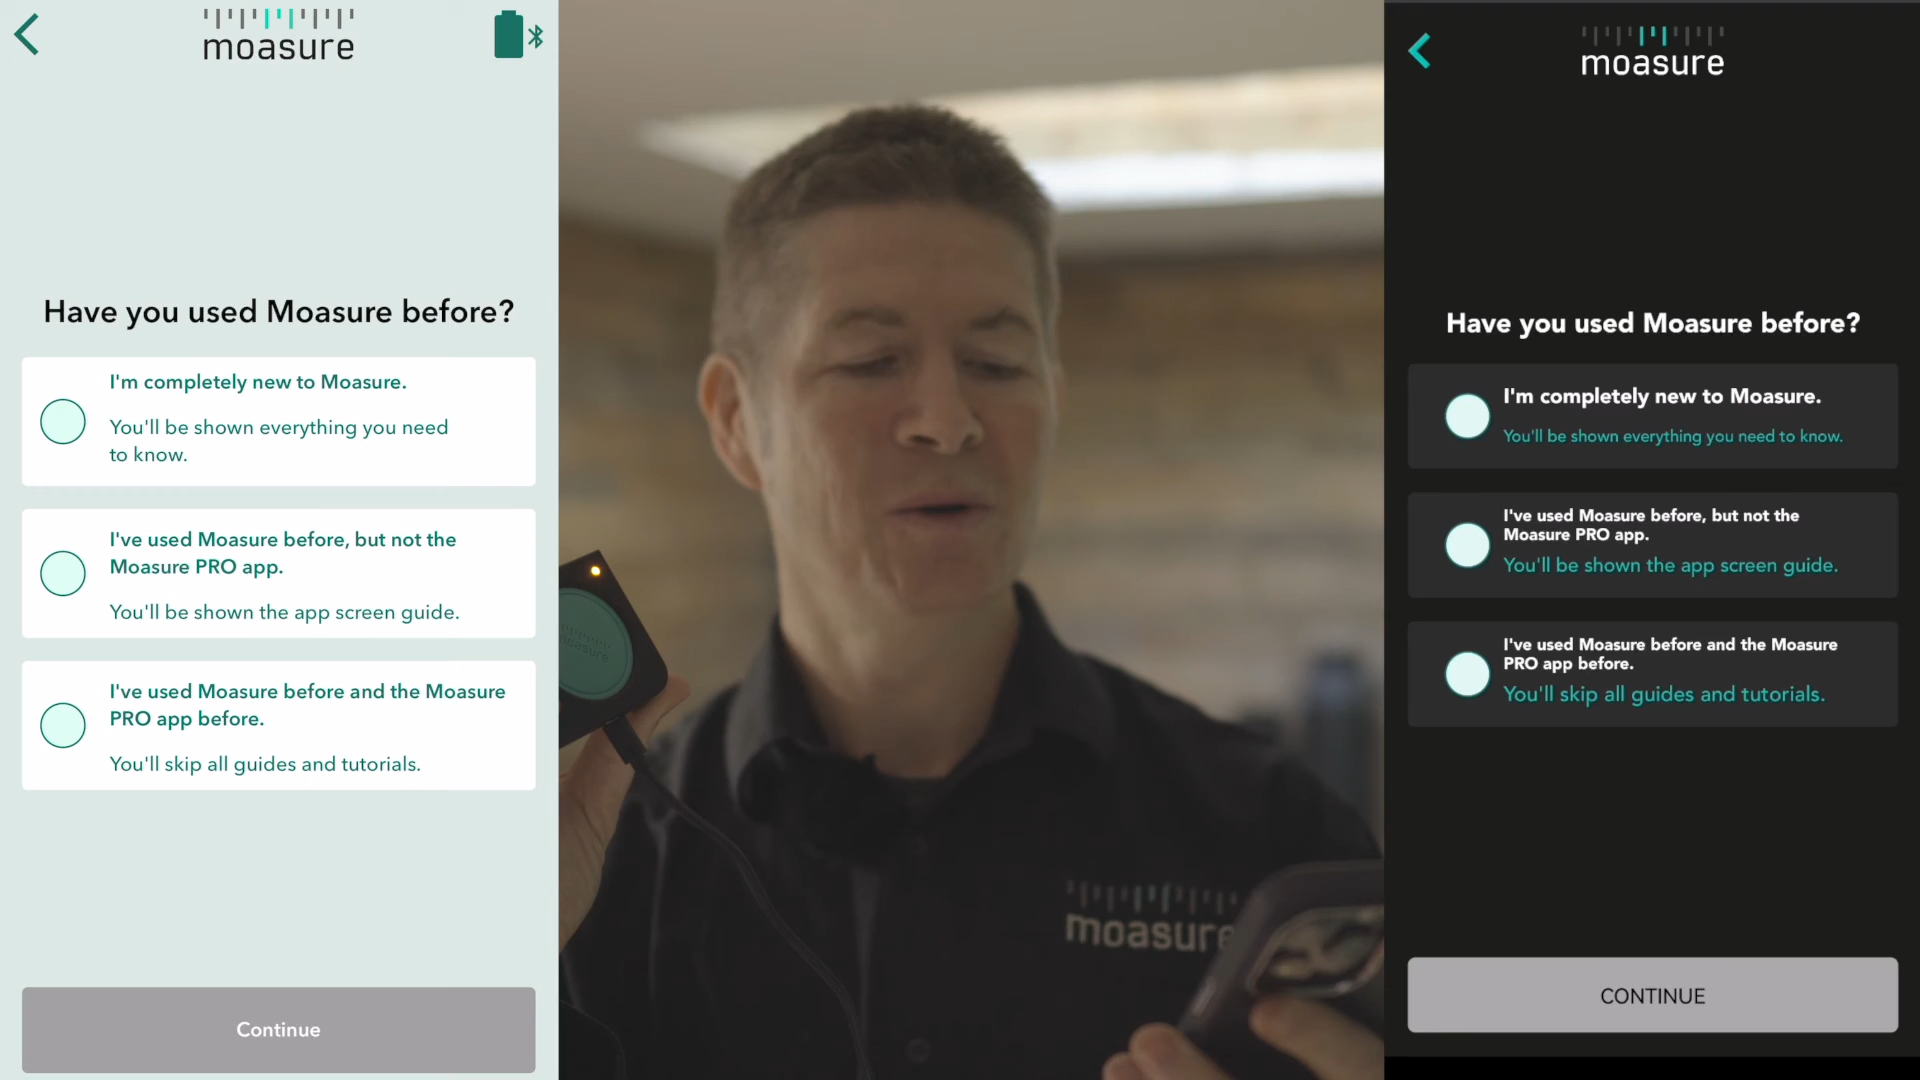 moasure
Have you used Moasure before?
I'm completely new to Moasure.
You'll be shown everything you need
to know.
I've used Moasure before, but not the
Moasure PRO app.
You'll be shown the app screen guide.
I've used Moasure before and the Moasure
PRO app before.
You'll skip all guides and tutorials.
Continue
moasure
moasure
moasure
Have you used Moasure before?
I'm completely new to Moasure.
You'll be shown everything you need to know.
I've used Moasure before, but not the
Moasure PRO app.
You'll be shown the app screen guide.
I've used Moasure before and the Moasure
PRO app before.
You'll skip all guides and tutorials.
CONTINUE